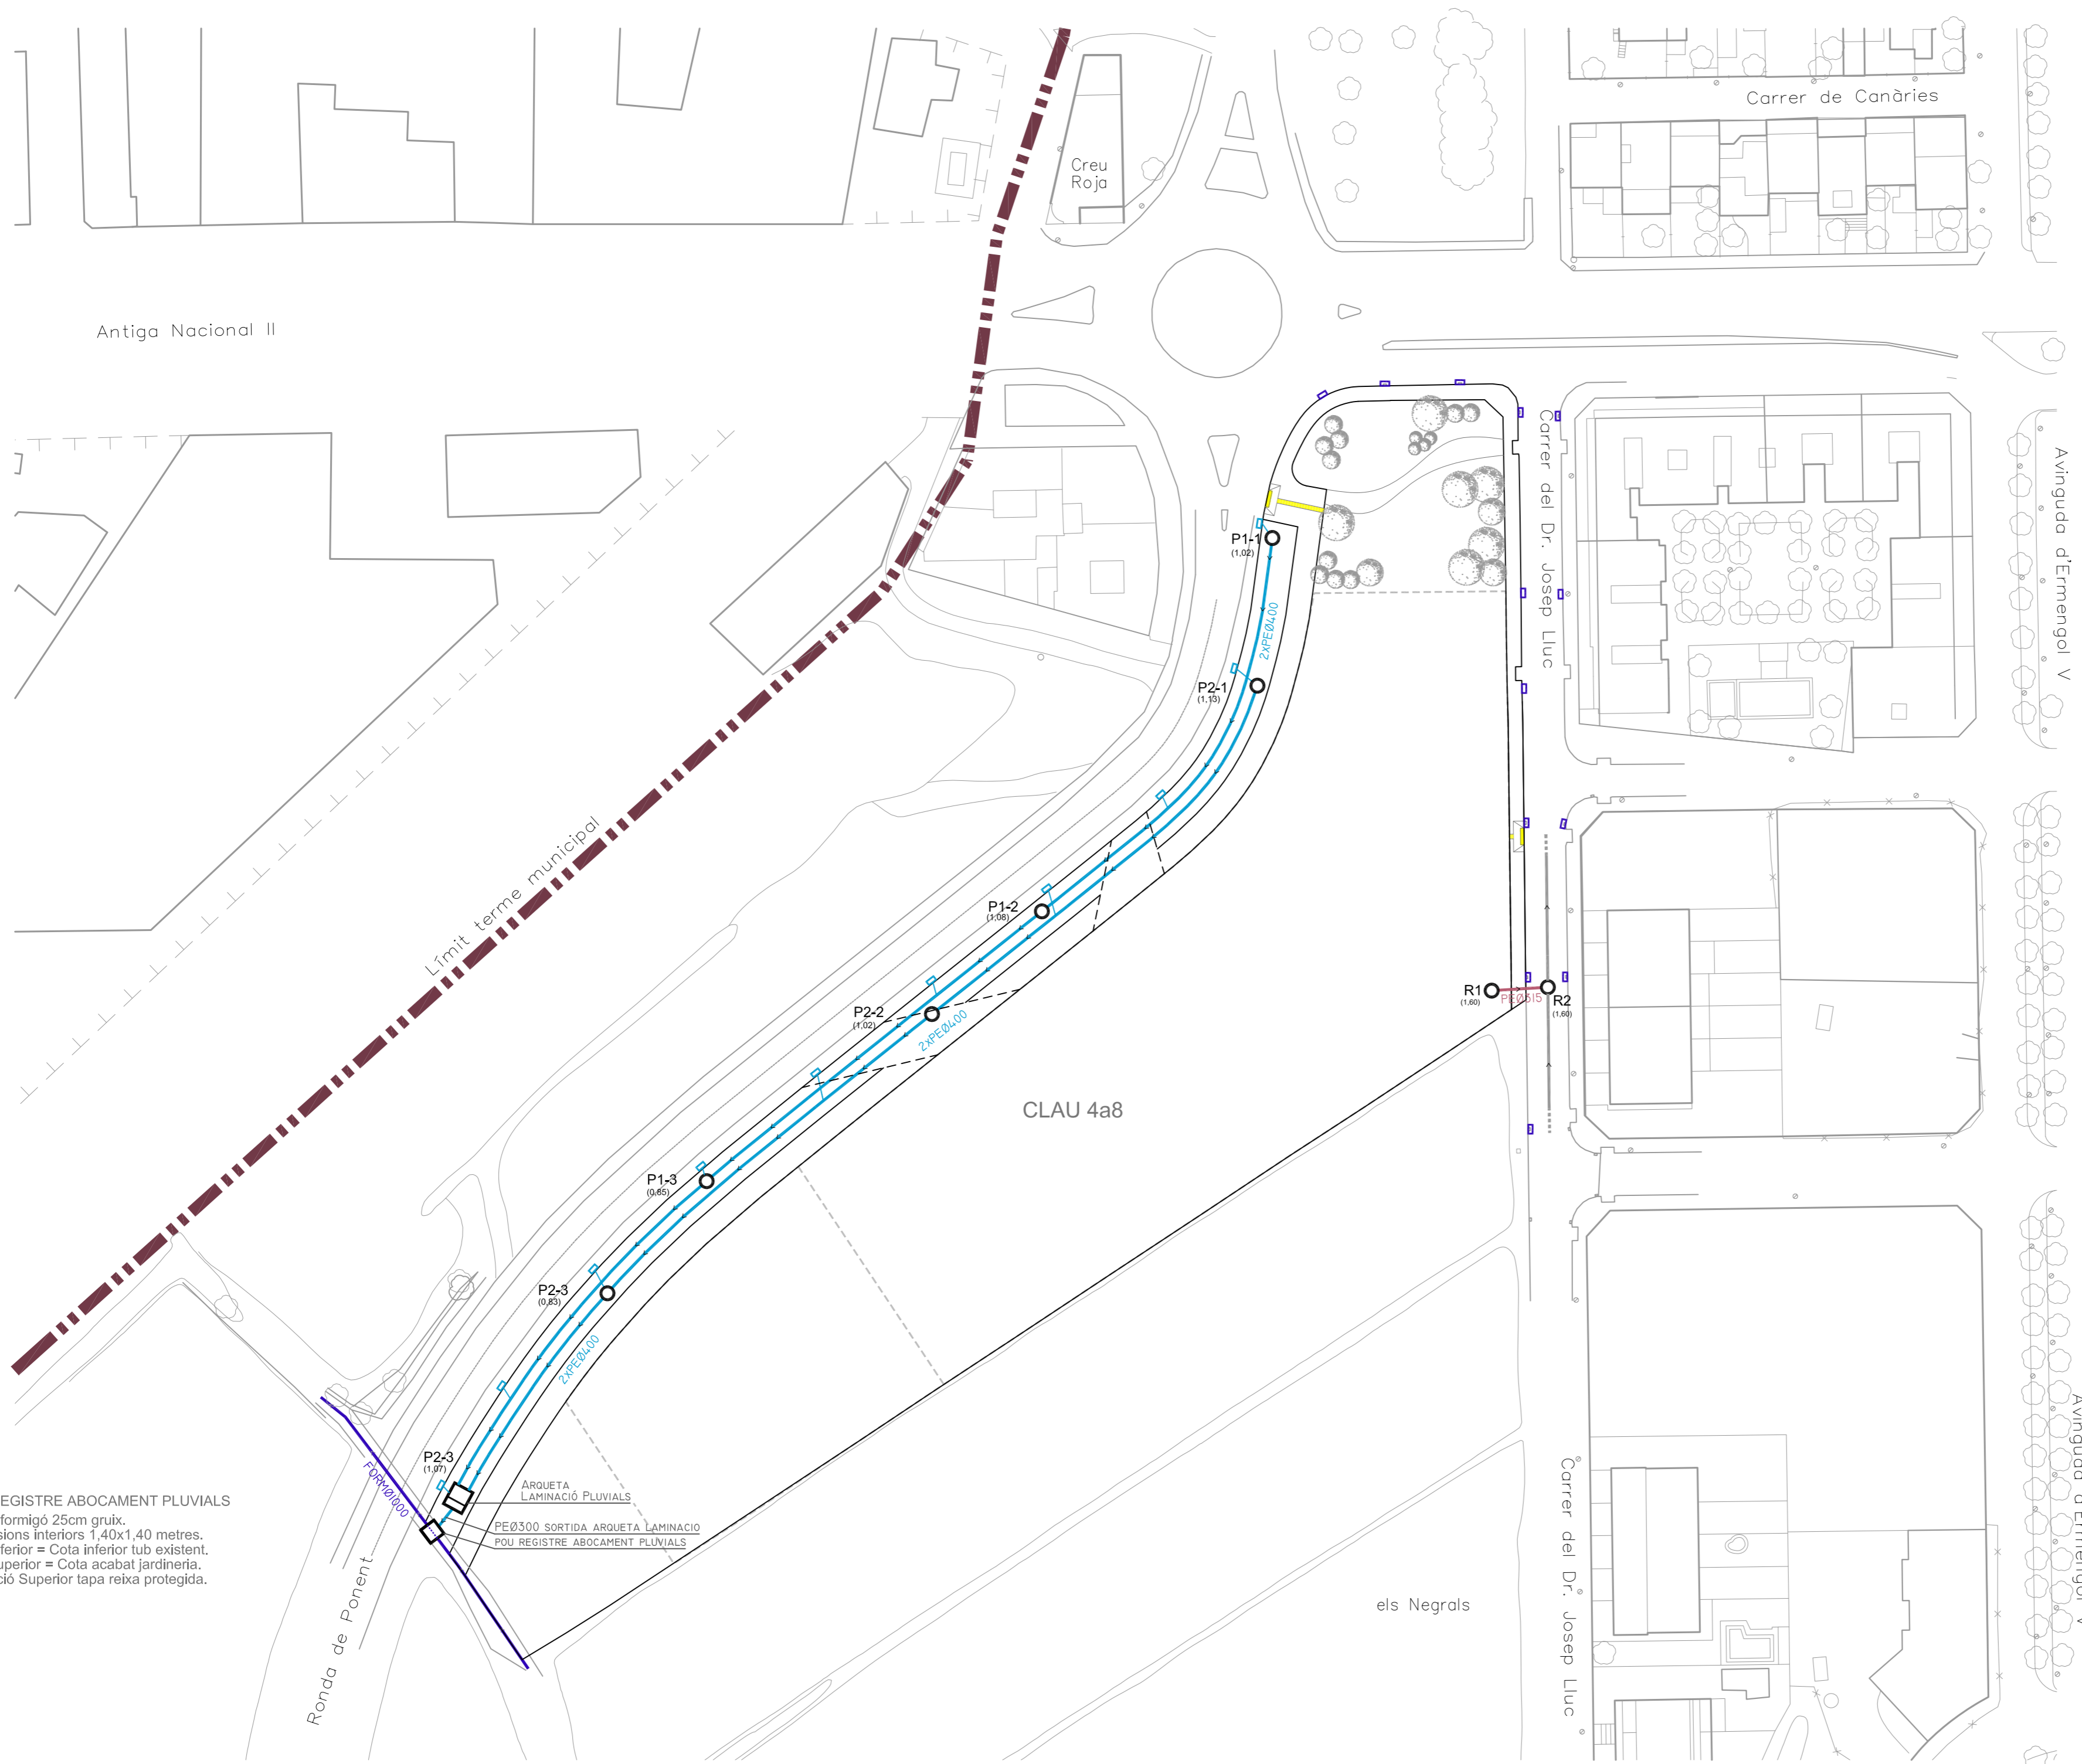 Carrer de Canàries
Creu
Roja
Antiga Nacional II
Carrer del Dr. Josep Lluc
Avinguda d'Ermengol V
P1-1
(1,02)
2xPEØ400
P2-1
(1,13)
Límit terme municipal
P1-2
(1,08)
P2-2
(1,02)
2xPEØ400
R1
(1,60)
PEØ315
R2
(1,60)
CLAU 4a8
P1-3
(0,85)
P2-3
(0,83)
2xPEØ400
P2-3
(1,07)
FORMØ1000
ARQUETA
LAMINACIÓ PLUVIALS
PEØ300 SORTIDA ARQUETA LAMINACIO
POU REGISTRE ABOCAMENT PLUVIALS
EGISTRE ABOCAMENT PLUVIALS
formigó 25cm gruix.
sions interiors 1,40x1,40 metres.
ferior = Cota inferior tub existent.
uperior = Cota acabat jardineria.
ció Superior tapa reixa protegida.
Ronda de Ponent
els Negrals
Carrer del Dr. Josep Lluc
Avinguda d'Ermengol V